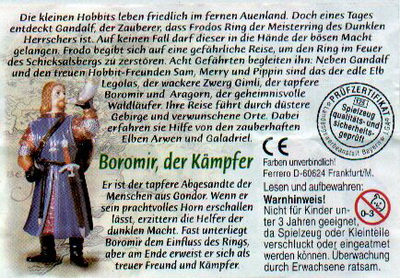 Die kleinen Hobbits leben friedlich im fernen Auenland. Doch eines Tages
entdeckt Gandalf, der Zauberer, dass Frodos Ring der Meisterring des Dunklen
Herrschers ist. Auf keinen Fall darf dieser in die Hände der bösen Macht
gelangen. Frodo begibt sich auf eine gefährliche Reise, um den Ring im Feuer
des Schicksalsbergs zu zerstören. Acht Gefährten begleiten ihn: Neben Gandalf
und den treuen Hobbit-Freunden Sam, Merry und Pippin sind das der edle Elb
Legolas, der wackere Zwerg Gimli, der tapfere
Boromir und Aragorn, der geheimnisvolle
Waldläufer. Ihre Reise führt durch düstere
Gebirge und verwunschene Orte. Dabei
erfahren sie Hilfe von den zauberhaften
Elben Arwen und Galadriel.
PRÜFZERTIFIKAT
Spielzeug
qualitäts- und
sicherheits-
geprüft
Boromir, der Kämpfer
Er ist der tapfere Abgesandte der
Menschen aus Gondor. Wenn er
sein prachtvolles Horn erschallen
lässt, erzittern die Helfer der
dunklen Macht. Fast unterliegt
Boromir dem Einfluss des Rings,
aber am Ende erweist er sich als
treuer Freund und Kämpfer.
CE
Farben unverbindlich!
Ferrero D-60624 Frankfurt/M.
Lesen und aufbewahren:
Warnhinweis!
Nicht für Kinder un-
ter 3 Jahren geeignet,
da Spielzeug oder Kleinteile
verschluckt oder eingeatmet
werden können. Überwachung
durch Erwachsene ratsam.
0-3